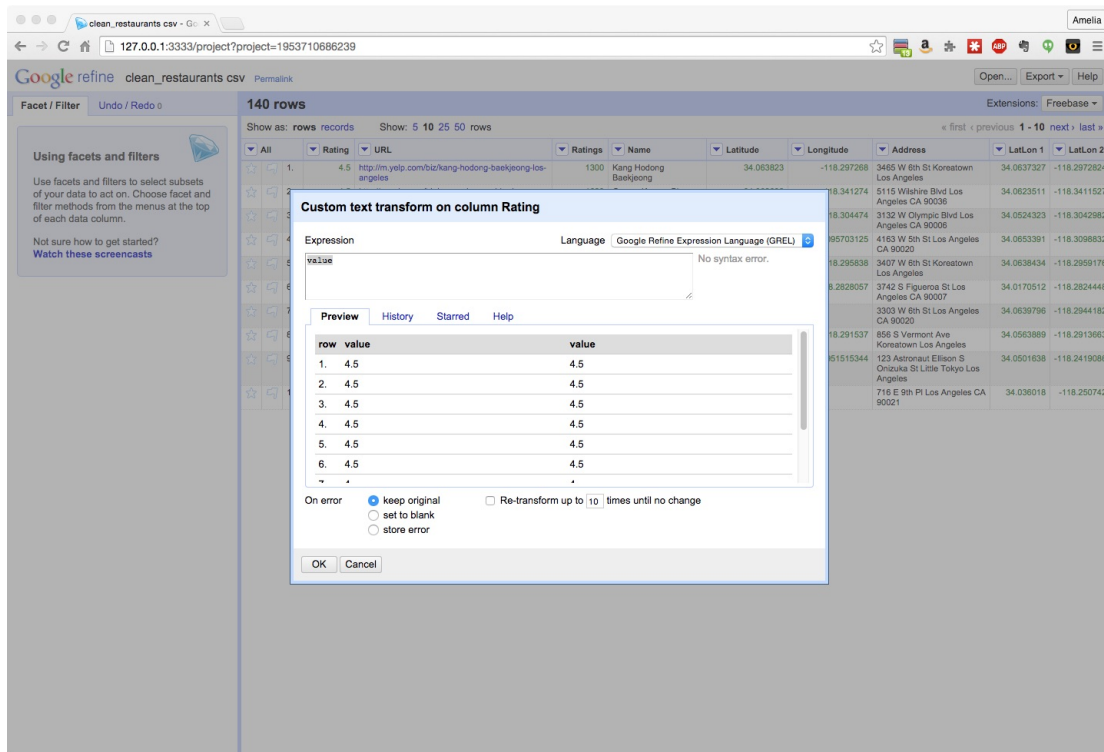 clean_restaurants csv - Go
Amelia
127.0.0.1:3333/project?project=1953710686239
ABP
Google refine clean_restaurants csv Permalink
Open... Export Help
Facet / Filter Undo / Redo 0
140 rows
Extensions: Freebase
Show as: rows records Show: 5 10 25 50 rows
« first ‹ previous 1 - 10 next › last »
All Rating URL Ratings Name Latitude Longitude Address LatLon 1 LatLon 2
Using facets and filters
Use facets and filters to select subsets
of your data to act on. Choose facet and
filter methods from the menus at the top
of each data column.
Not sure how to get started?
Watch these screencasts
1. 4.5 http://m.yelp.com/biz/kang-hodong-baekjeong-los-
angeles
1300 Kang Hodong
Baekjeong
34.063823 -118.297268 3465 W 6th St Koreatown
Los Angeles
34.0637327 -118.2972824
18.341274 5115 Wilshire Blvd Los
Angeles CA 90036
34.0623511 -118.3411527
18.304474 3132 W Olympic Blvd Los
Angeles CA 90006
34.0524323 -118.3042982
95703125 4163 W 5th St Los Angeles
CA 90020
34.0653391 -118.3098832
18.295838 3407 W 6th St Koreatown
Los Angeles
34.0638434 -118.2959178
8.2828057 3742 S Figueroa St Los
Angeles CA 90007
34.0170512 -118.2824448
3303 W 6th St Los Angeles
CA 90020
34.0639796 -118.2944182
18.291537 856 S Vermont Ave
Koreatown Los Angeles
34.0563889 -118.2913663
951515344 123 Astronaut Ellison S
Onizuka St Little Tokyo Los
Angeles
34.0501638 -118.2419086
716 E 9th Pl Los Angeles CA
90021
34.036018 -118.250742
Custom text transform on column Rating
Expression
Language Google Refine Expression Language (GREL)
value
No syntax error.
Preview History Starred Help
row value value
1. 4.5 4.5
2. 4.5 4.5
3. 4.5 4.5
4. 4.5 4.5
5. 4.5 4.5
6. 4.5 4.5
On error keep original Re-transform up to 10 times until no change
set to blank
store error
OK Cancel